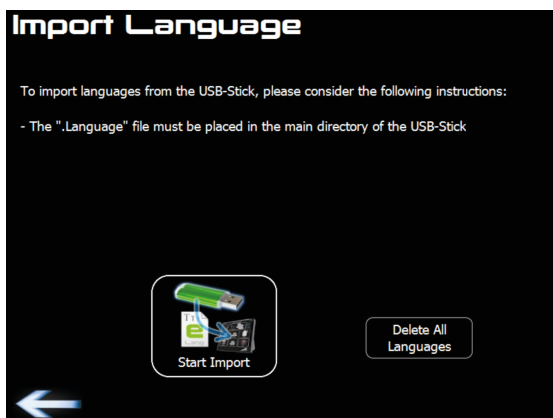 Import Language
To import languages from the USB-Stick, please consider the following instructions:
- The ".Language" file must be placed in the main directory of the USB-Stick
Start Import
Delete All
Languages